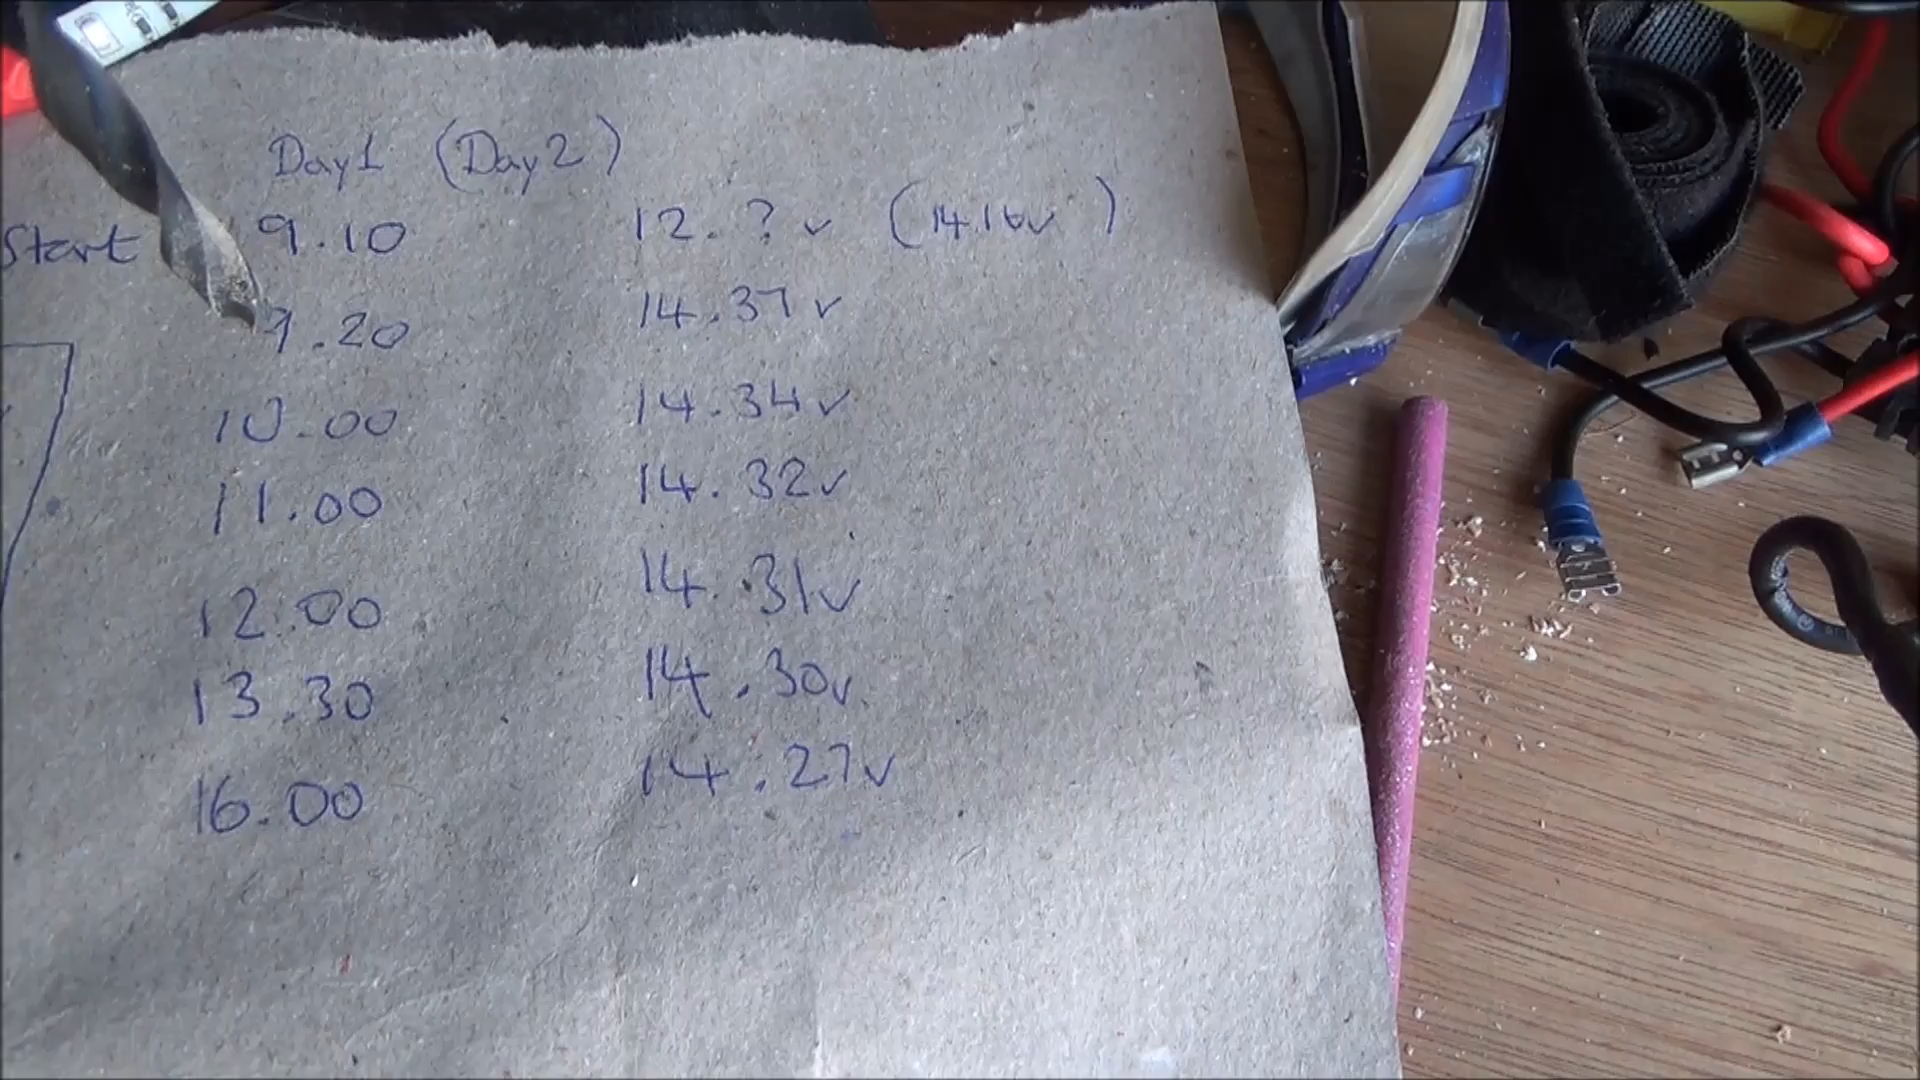 Day1 (Day2)
Start 9.10 12.?v (14.16v )
9.20 14.37v
10.00 14.34v
11.00 14.32v
12.00 14.31v
13.30 14.30v
16.00 14.27v